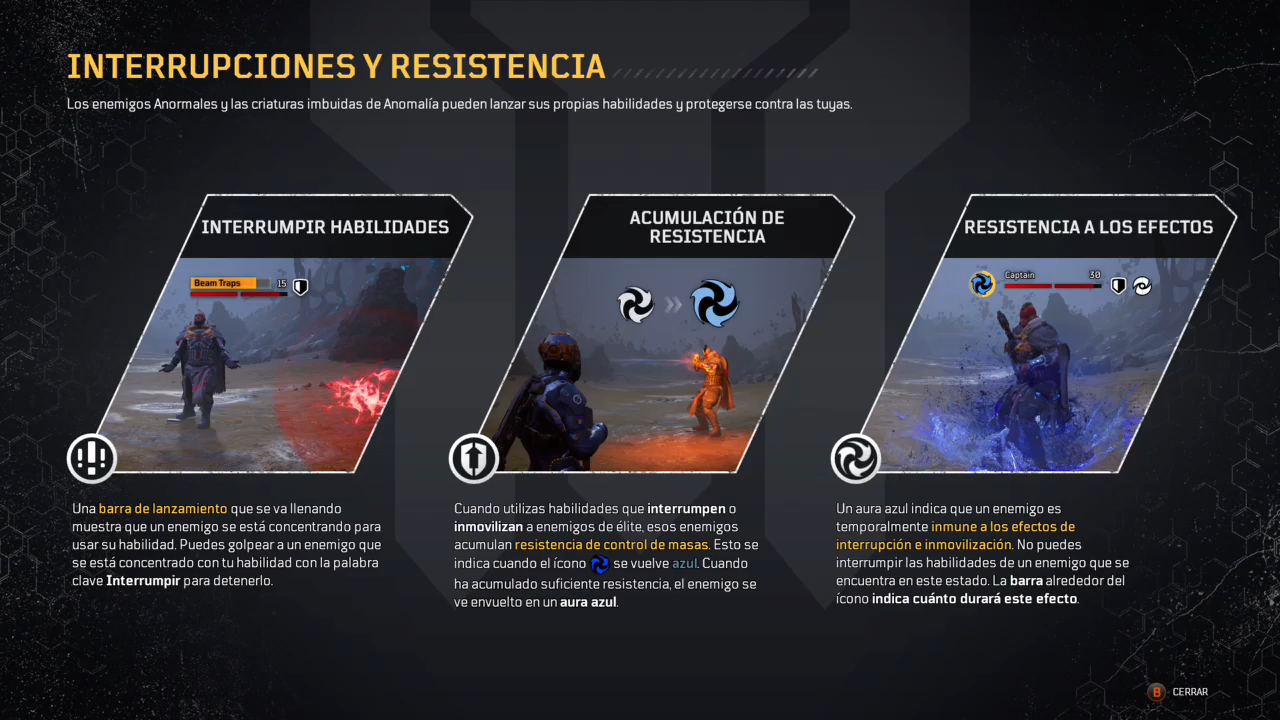 INTERRUPCIONES Y RESISTENCIA
Los enemigos Anormales y las criaturas imbuidas de Anomalía pueden lanzar sus propias habilidades y protegerse contra las tuyas.
INTERRUMPIR HABILIDADES
Beam Traps 15
Una barra de lanzamiento que se va llenando
muestra que un enemigo se está concentrando para
usar su habilidad. Puedes golpear a un enemigo que
se está concentrado con tu habilidad con la palabra
clave Interrumpir para detenerlo.
ACUMULACIÓN DE
RESISTENCIA
Cuando utilizas habilidades que interrumpen o
inmovilizan a enemigos de élite, esos enemigos
acumulan resistencia de control de masas. Esto se
indica cuando el ícono se vuelve azul. Cuando
ha acumulado suficiente resistencia, el enemigo se
ve envuelto en un aura azul.
RESISTENCIA A LOS EFECTOS
Captain 30
Un aura azul indica que un enemigo es
temporalmente inmune a los efectos de
interrupción e inmovilización. No puedes
interrumpir las habilidades de un enemigo que se
encuentra en este estado. La barra alrededor del
ícono indica cuánto durará este efecto.
B CERRAR